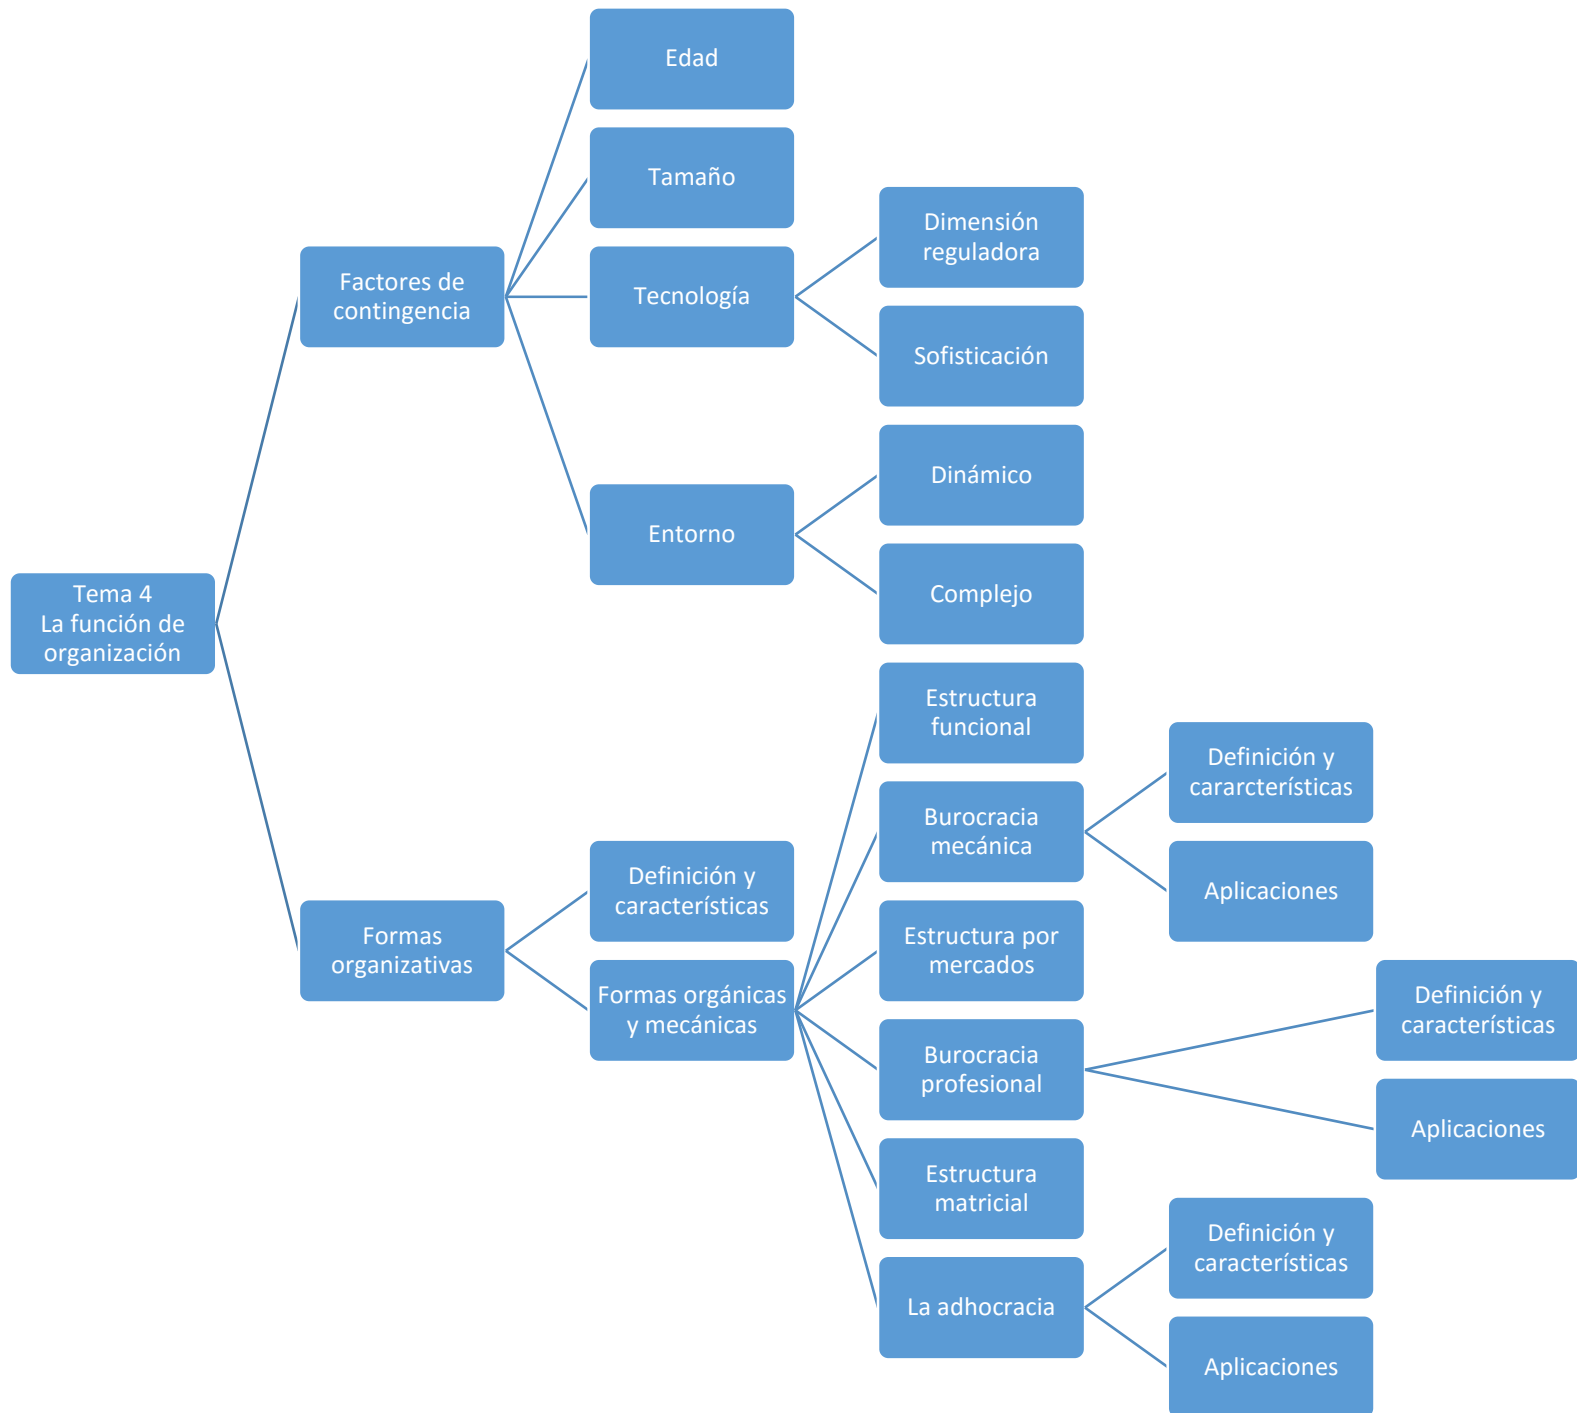 Tema 4
La función de
organización
Factores de
contingencia
Edad
Tamaño
Tecnología
Dimensión
reguladora
Sofisticación
Entorno
Dinámico
Complejo
Formas
organizativas
Definición y
características
Formas orgánicas
y mecánicas
Estructura
funcional
Burocracia
mecánica
Definición y
cararcterísticas
Aplicaciones
Estructura por
mercados
Burocracia
profesional
Definición y
características
Aplicaciones
Estructura
matricial
La adhocracia
Definición y
características
Aplicaciones